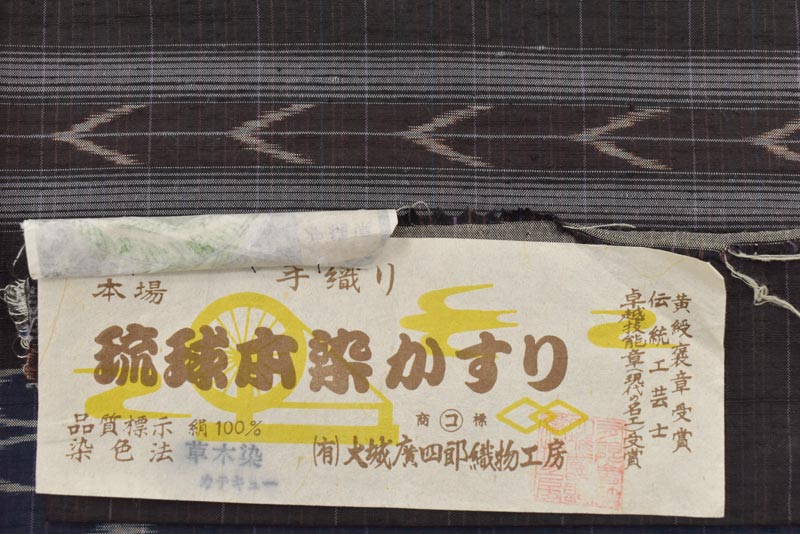 本場
手織り
琉球本染かすり
品質標示 絹100%
染色法 草木染
カテキュー
商 コ 標
(有)大城廣四郎織物工房
黄綬褒章受賞
伝統工芸士
卓越技能章現代の名工受賞